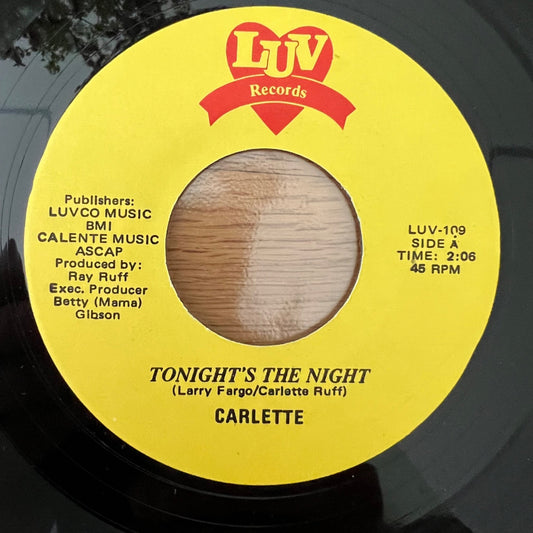 LUV
Records
Publishers:
LUVCO MUSIC
BMI
CALENTE MUSIC
ASCAP
Produced by:
Ray Ruff
Exec. Producer
Betty (Mama)
Gibson
LUV-109
SIDE A
TIME: 2:06
45 RPM
TONIGHT'S THE NIGHT
(Larry Fargo/Carlette Ruff)
CARLETTE